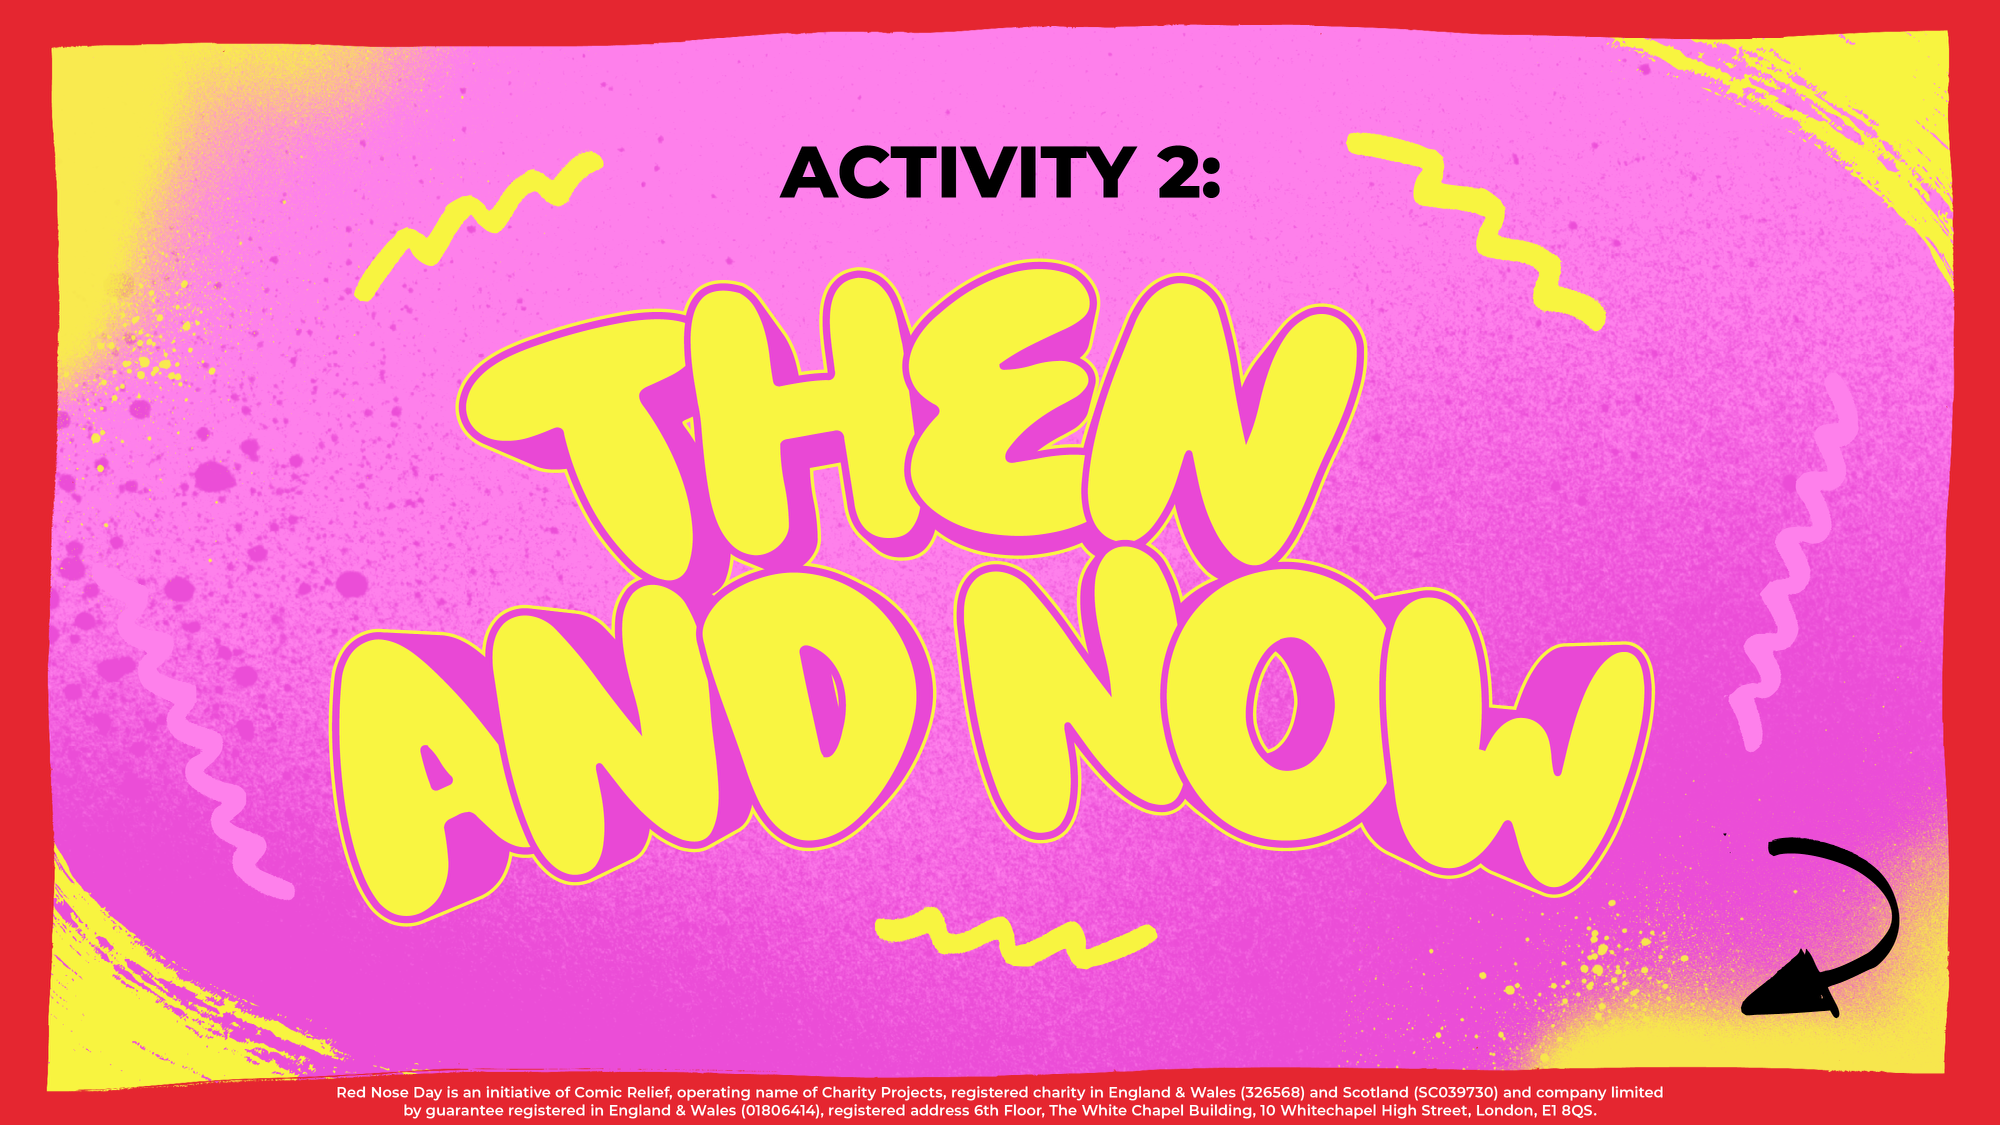 ACTIVITY 2:
THEN
AND NOW
Red Nose Day is an initiative of Comic Relief, operating name of Charity Projects, registered charity in England & Wales (326568) and Scotland (SC039730) and company limited
by guarantee registered in England & Wales (01806414), registered address 6th Floor, The White Chapel Building, 10 Whitechapel High Street, London, E1 8QS.